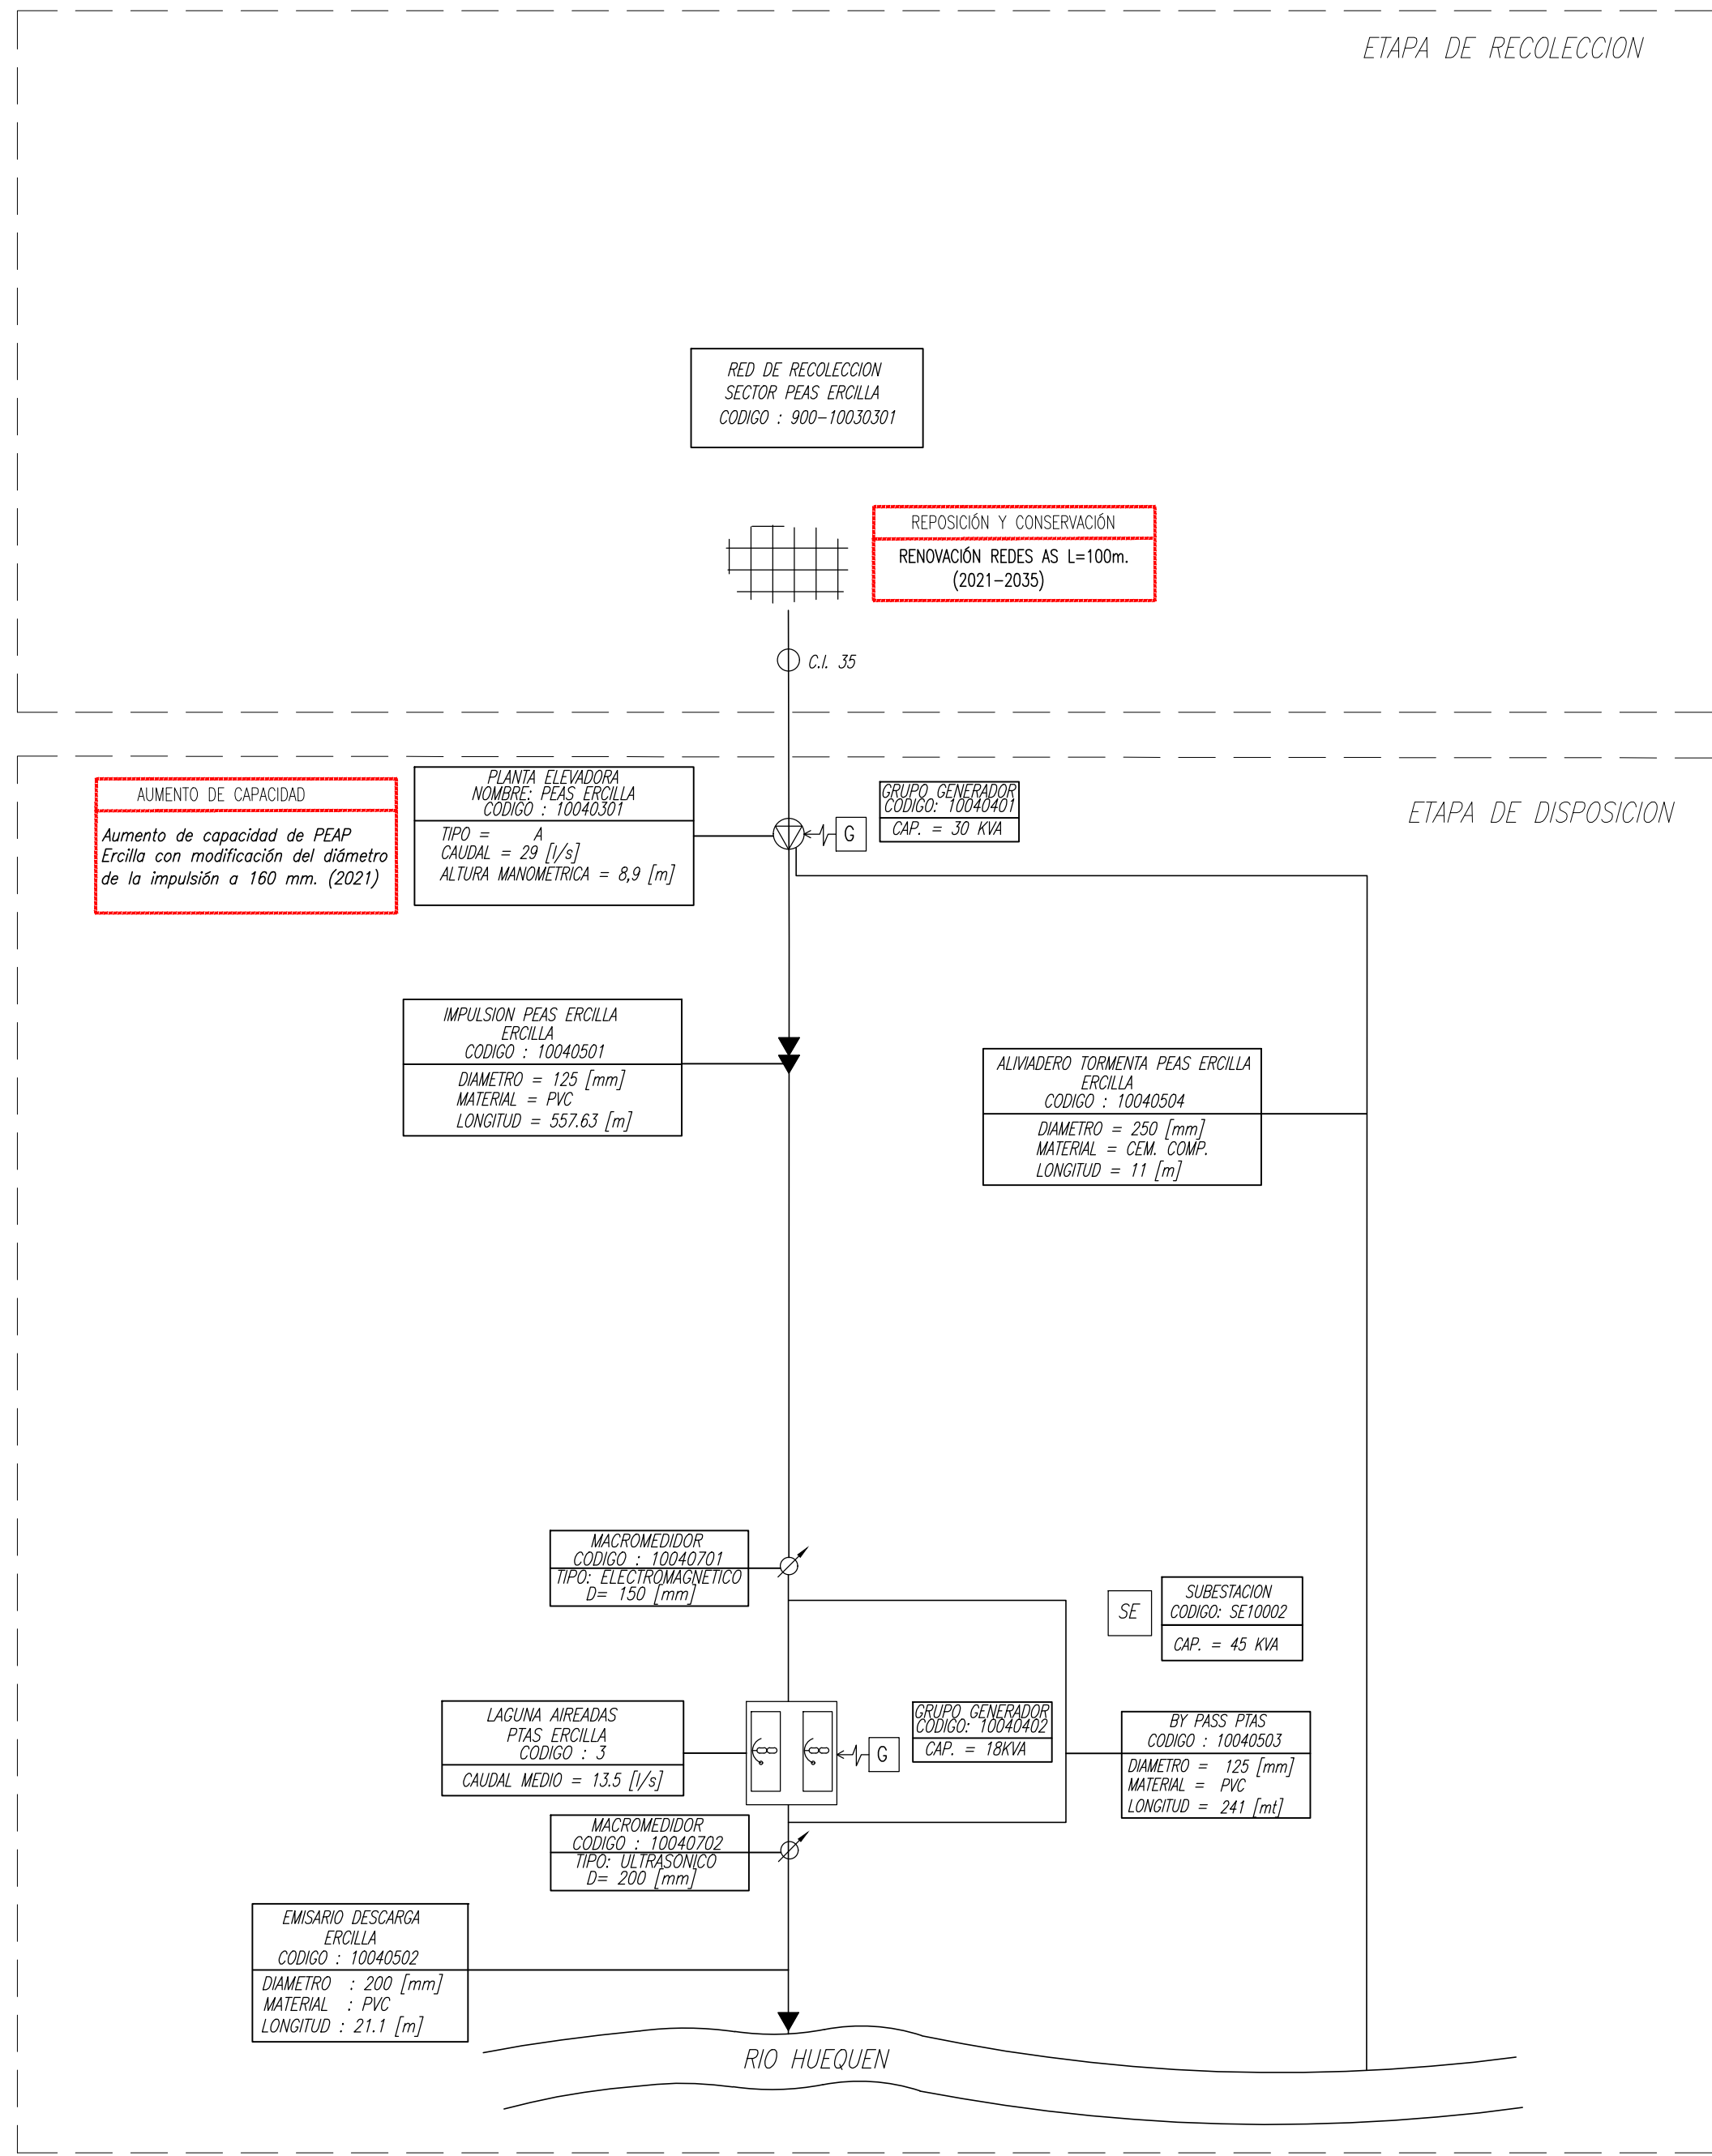 ETAPA DE RECOLECCION
RED DE RECOLECCION
SECTOR PEAS ERCILLA
CODIGO : 900-10030301
REPOSICIÓN Y CONSERVACIÓN
RENOVACIÓN REDES AS L=100m.
(2021-2035)
C.I. 35
ETAPA DE DISPOSICION
AUMENTO DE CAPACIDAD
Aumento de capacidad de PEAP
Ercilla con modificación del diámetro
de la impulsión a 160 mm. (2021)
PLANTA ELEVADORA
NOMBRE: PEAS ERCILLA
CODIGO : 10040301
TIPO = A
CAUDAL = 29 [l/s]
ALTURA MANOMETRICA = 8,9 [m]
G
GRUPO GENERADOR
CODIGO: 10040401
CAP. = 30 KVA
IMPULSION PEAS ERCILLA
ERCILLA
CODIGO : 10040501
DIAMETRO = 125 [mm]
MATERIAL = PVC
LONGITUD = 557.63 [m]
ALIVIADERO TORMENTA PEAS ERCILLA
ERCILLA
CODIGO : 10040504
DIAMETRO = 250 [mm]
MATERIAL = CEM. COMP.
LONGITUD = 11 [m]
MACROMEDIDOR
CODIGO : 10040701
TIPO: ELECTROMAGNETICO
D= 150 [mm]
SE
SUBESTACION
CODIGO: SE10002
CAP. = 45 KVA
LAGUNA AIREADAS
PTAS ERCILLA
CODIGO : 3
CAUDAL MEDIO = 13.5 [l/s]
G
GRUPO GENERADOR
CODIGO: 10040402
CAP. = 18KVA
BY PASS PTAS
CODIGO : 10040503
DIAMETRO = 125 [mm]
MATERIAL = PVC
LONGITUD = 241 [mt]
MACROMEDIDOR
CODIGO : 10040702
TIPO: ULTRASONICO
D= 200 [mm]
EMISARIO DESCARGA
ERCILLA
CODIGO : 10040502
DIAMETRO : 200 [mm]
MATERIAL : PVC
LONGITUD : 21.1 [m]
RIO HUEQUEN